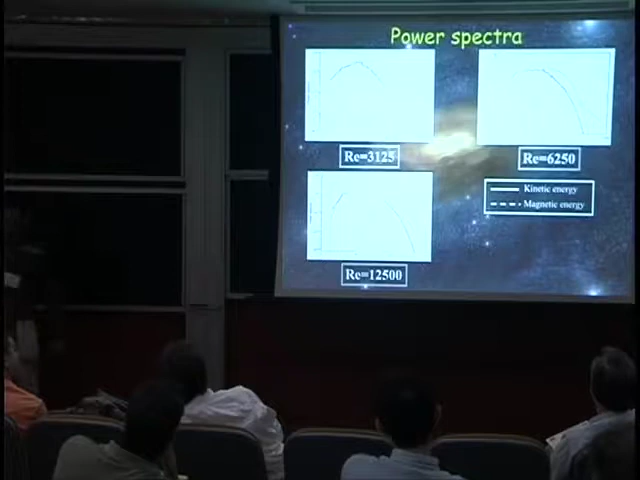 Power spectra
Re=3125
Re=6250
Kinetic energy
Magnetic energy
Re=12500